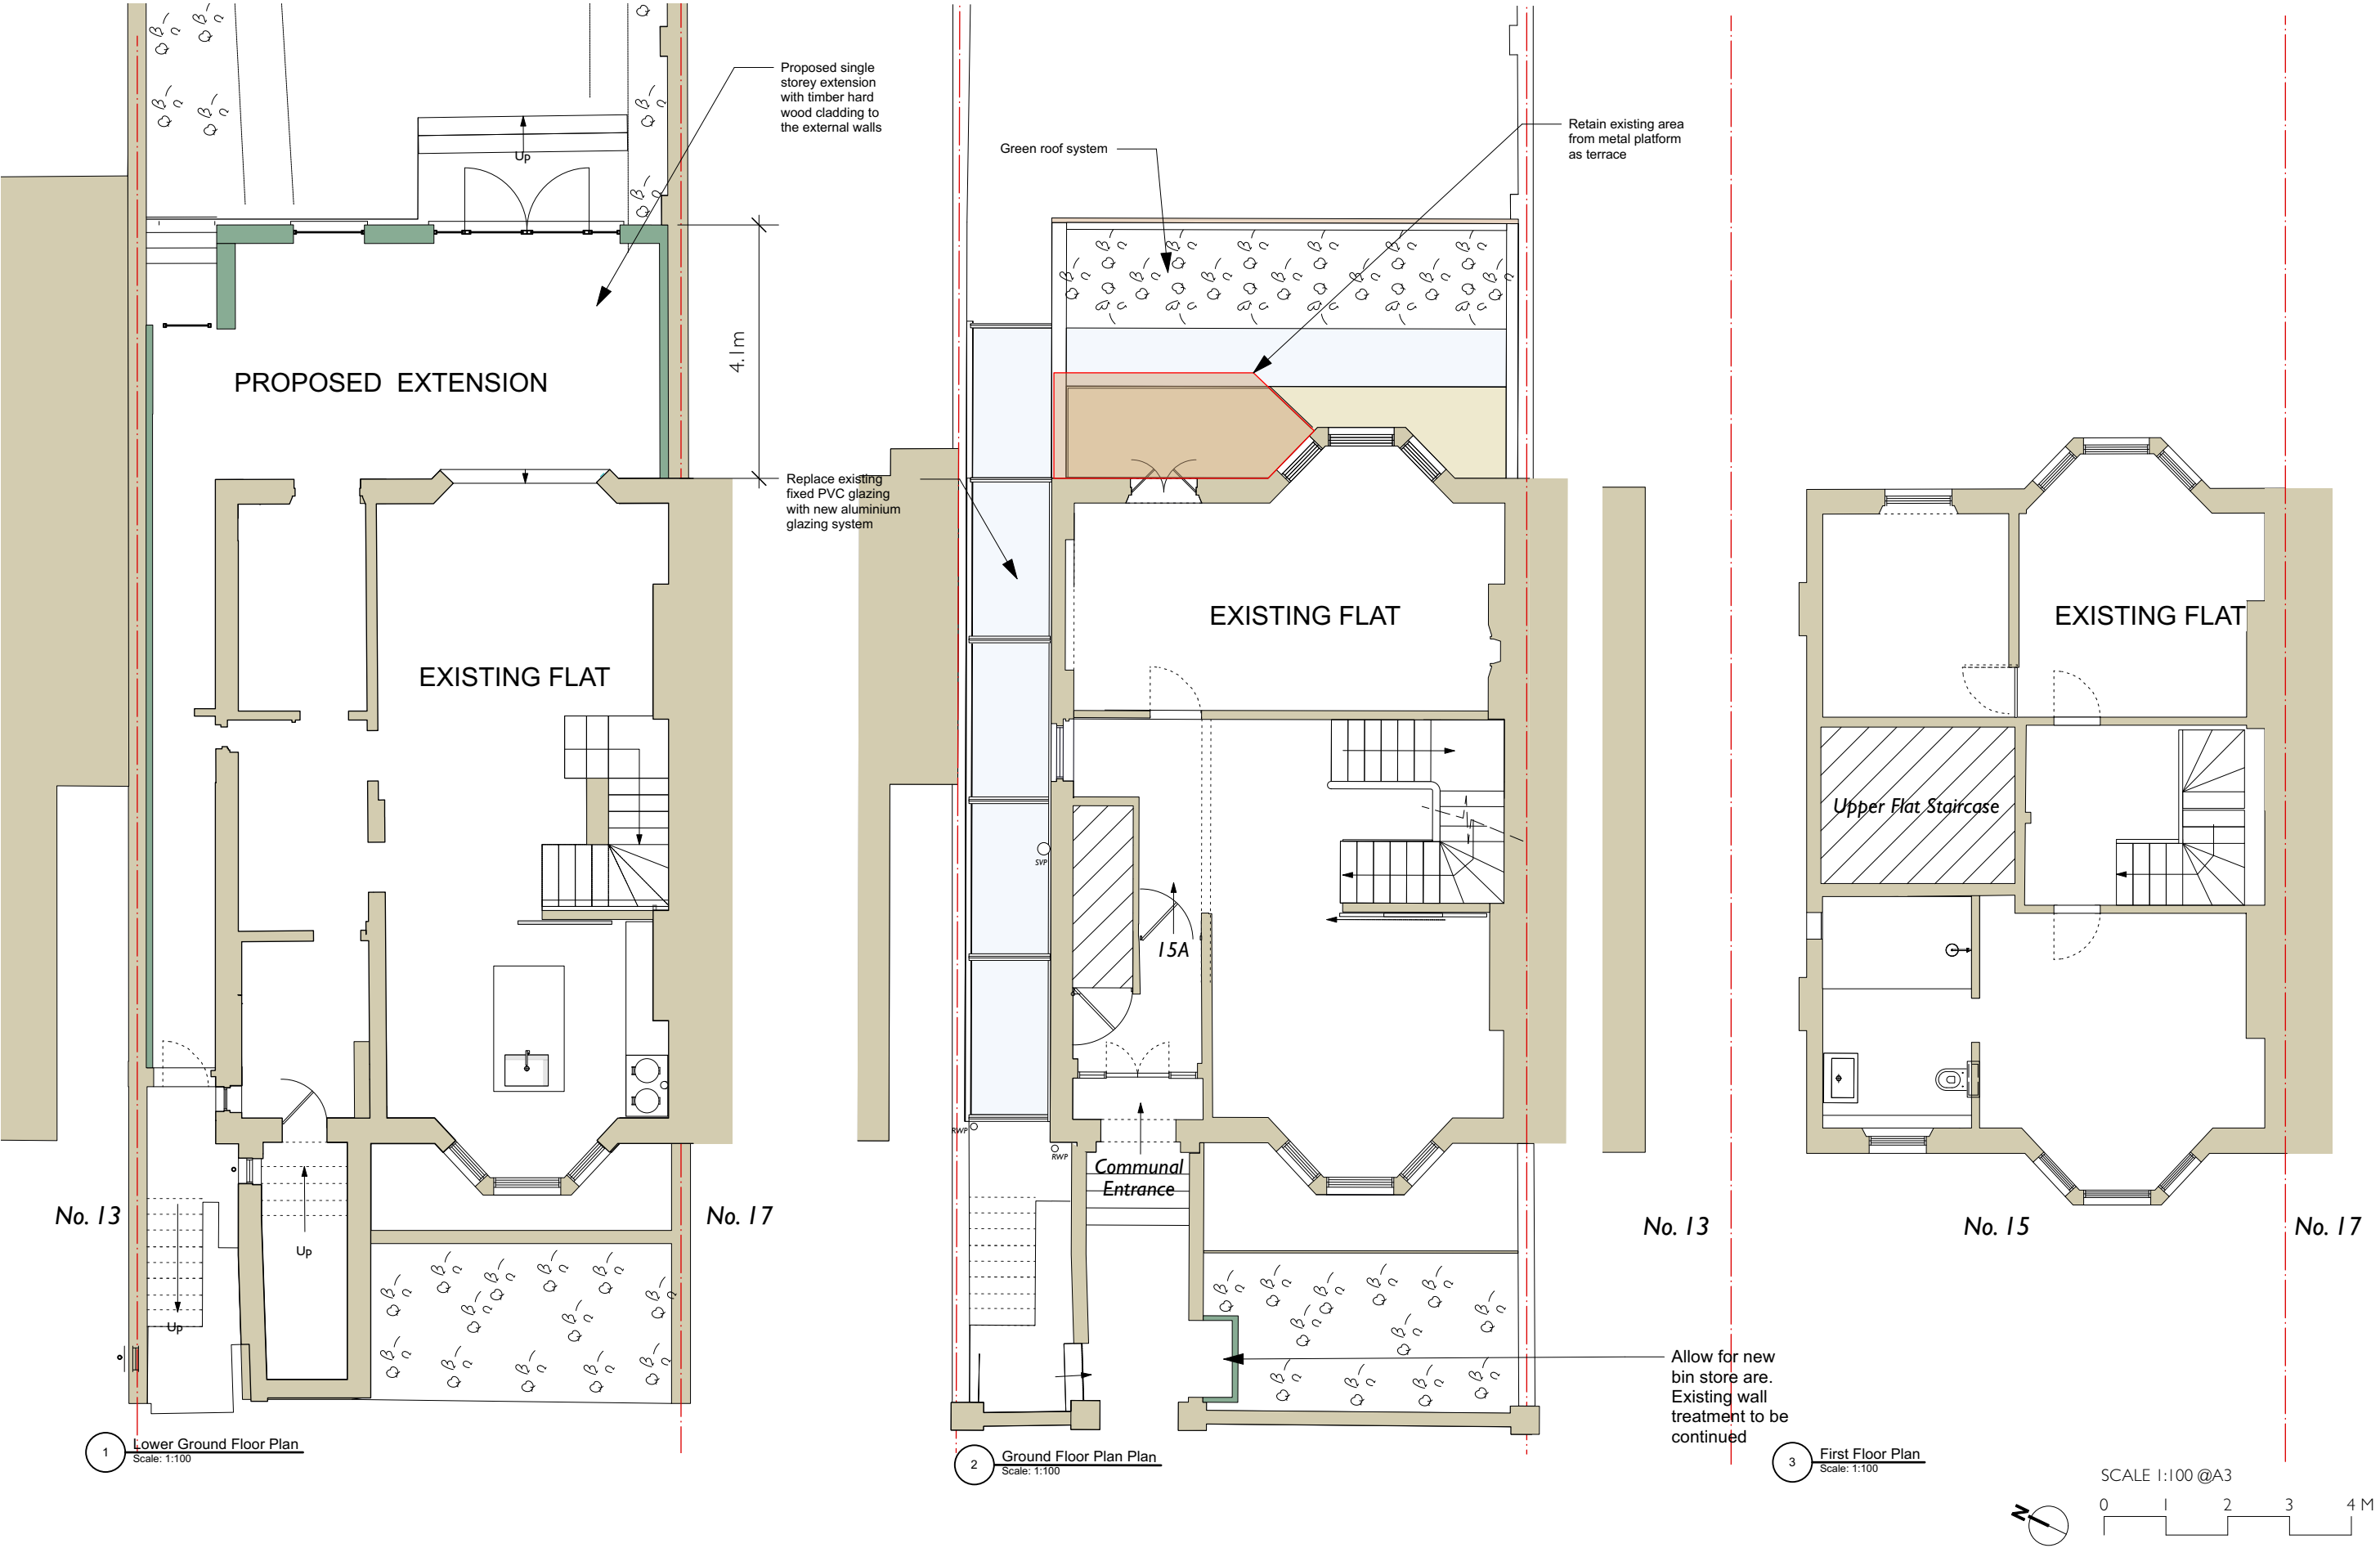 Proposed single
storey extension
with timber hard
wood cladding to
the external walls
Up
PROPOSED EXTENSION
4.1m
EXISTING FLAT
Up
Up
No. 13
No. 17
1
Lower Ground Floor Plan
Scale: 1:100
Green roof system
Retain existing area
from metal platform
as terrace
Replace existing
fixed PVC glazing
with new aluminium
glazing system
EXISTING FLAT
SVP
15A
RWP
RWP
Communal
Entrance
Allow for new
bin store are.
Existing wall
treatment to be
continued
2
Ground Floor Plan Plan
Scale: 1:100
EXISTING FLAT
Upper Flat Staircase
No. 13
No. 15
No. 17
3
First Floor Plan
Scale: 1:100
SCALE 1:100 @A3
0 1 2 3 4 M
N